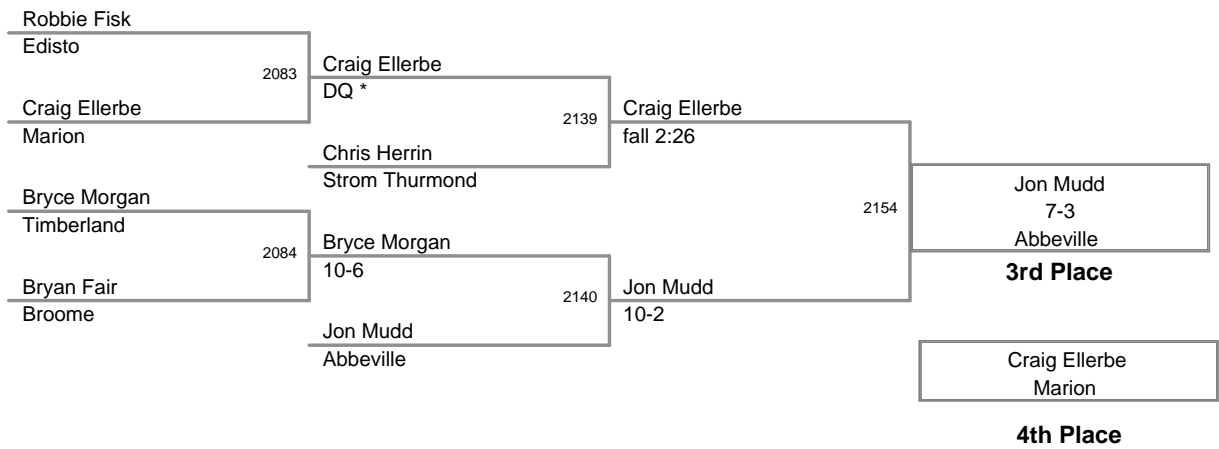 Robbie Fisk
Edisto
2083
Craig Ellerbe
Marion
Craig Ellerbe
DQ *
2139
Chris Herrin
Strom Thurmond
Craig Ellerbe
fall 2:26
Bryce Morgan
Timberland
2084
Bryan Fair
Broome
Bryce Morgan
10-6
2140
Jon Mudd
Abbeville
Jon Mudd
10-2
2154
Jon Mudd
7-3
Abbeville
3rd Place
Craig Ellerbe
Marion
4th Place